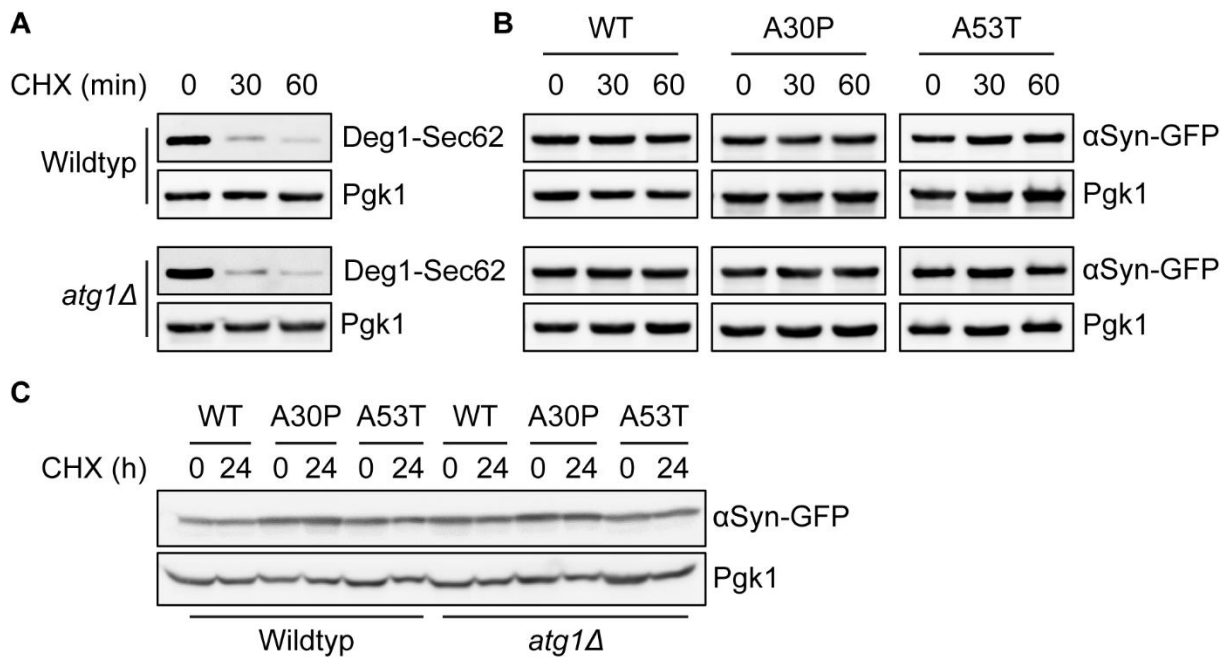 A
CHX (min) 0 30 60
Wildtyp
Deg1-Sec62
Pgk1
atg1Δ
Deg1-Sec62
Pgk1
B
WT A30P A53T
0 30 60 0 30 60 0 30 60
αSyn-GFP
Pgk1
αSyn-GFP
Pgk1
C
WT A30P A53T WT A30P A53T
CHX (h) 0 24 0 24 0 24 0 24 0 24 0 24
αSyn-GFP
Pgk1
Wildtyp atg1Δ